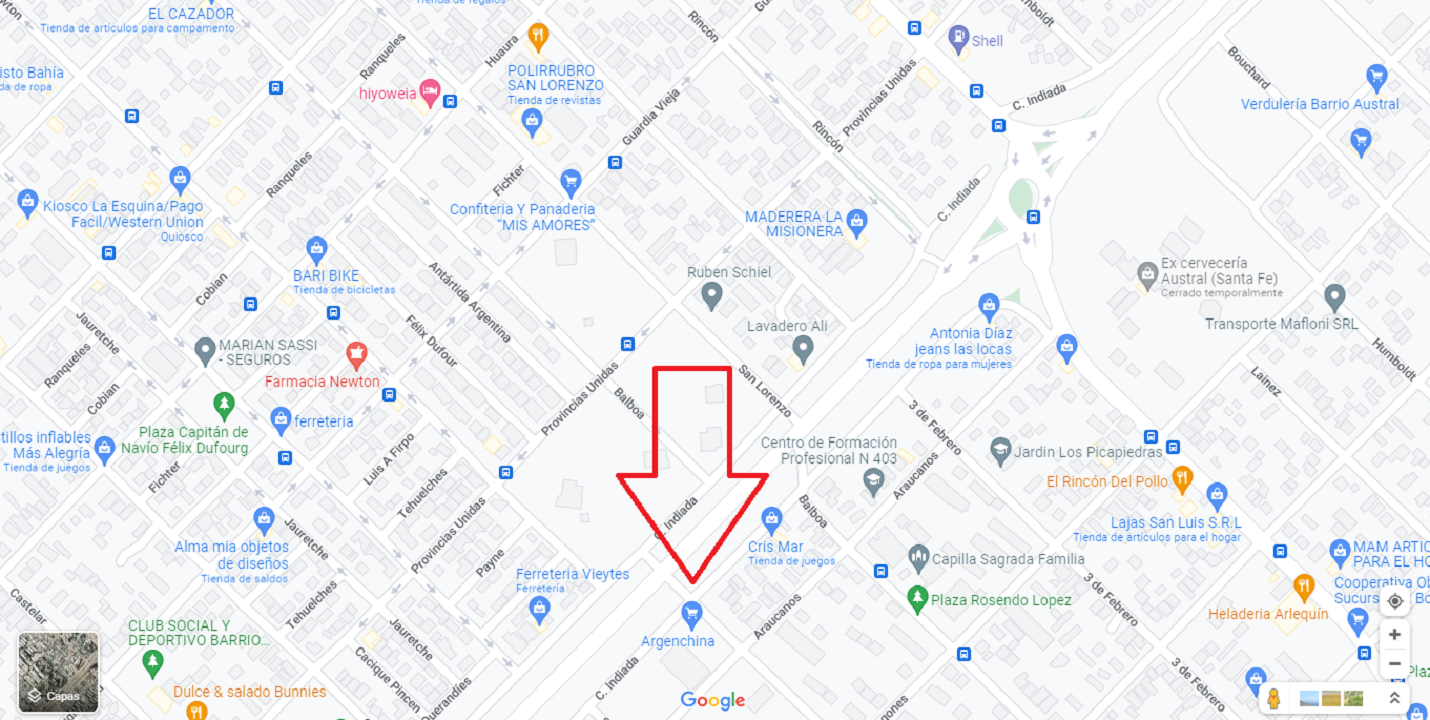 EL CAZADOR
Tienda de artículos para campamento
Tienda de regalos
Rincón
Huaura
Ranqueles
Shell
Bouchard
POLIRRUBRO
SAN LORENZO
Tienda de revistas
isto Bahía
da de ropa
hiyoweia
Guardia Vieja
Provincias Unidas
C. Indiada
Verdulería Barrio Austral
Rincón
Ranqueles
Fichter
Kiosco La Esquina/Pago
Facil/Western Union
Quiosco
Confiteria Y Panaderia
"MIS AMORES"
MADERERA LA
MISIONERA
C. Indiada
BARI BIKE
Tienda de bicicletas
Cobian
Antártida Argentina
Ruben Schiel
Ex cervecería
Austral (Santa Fe)
Cerrado temporalmente
Transporte Mafloni SRL
Jauretche
Félix Dufour
Lavadero Ali
Antonia Díaz
jeans las locas
Tienda de ropa para mujeres
Humboldt
MARIAN SASSI
- SEGUROS
Ranqueles
Farmacia Newton
Provincias Unidas
Balboa
San Lorenzo
Lainez
Cobian
ferreteria
3 de Febrero
Plaza Capitán de
Navío Félix Dufourg
tillos inflables
Más Alegría
Tienda de juegos
Luis A Firpo
Centro de Formación
Profesional N 403
Jardin Los Picapiedras
Fichter
Tehuelches
Araucanos
El Rincón Del Pollo
Indiada
Balboa
Lajas San Luis S.R.L
Tienda de artículos para el hogar
Jauretche
Provincias Unidas
Alma mia objetos
de diseños
Tienda de saldos
Payne
Cris Mar
Tienda de juegos
Capilla Sagrada Familia
MAM ARTIC
PARA EL HO
Ferreteria Vieytes
Ferretería
3 de Febrero
Cooperativa Ob
Sucurs
Castelar
Tehuelches
Araucanos
Plaza Rosendo Lopez
Heladeria Arlequín
CLUB SOCIAL Y
DEPORTIVO BARRIO...
Jauretche
Argenchina
Cacique Pincen
C. Indiada
3 de Febrero
Querandíes
Dulce & salado Bunnies
Capas
Google